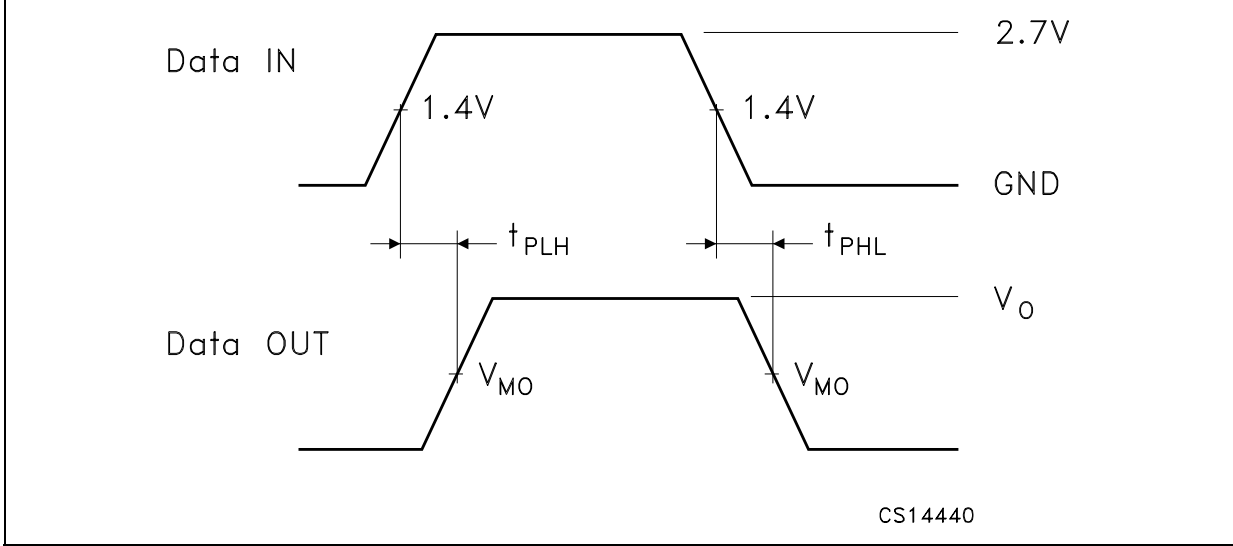 2.7V
Data IN
1.4V 1.4V
GND
tPLH tPHL
VO
Data OUT
VMO VMO
CS14440